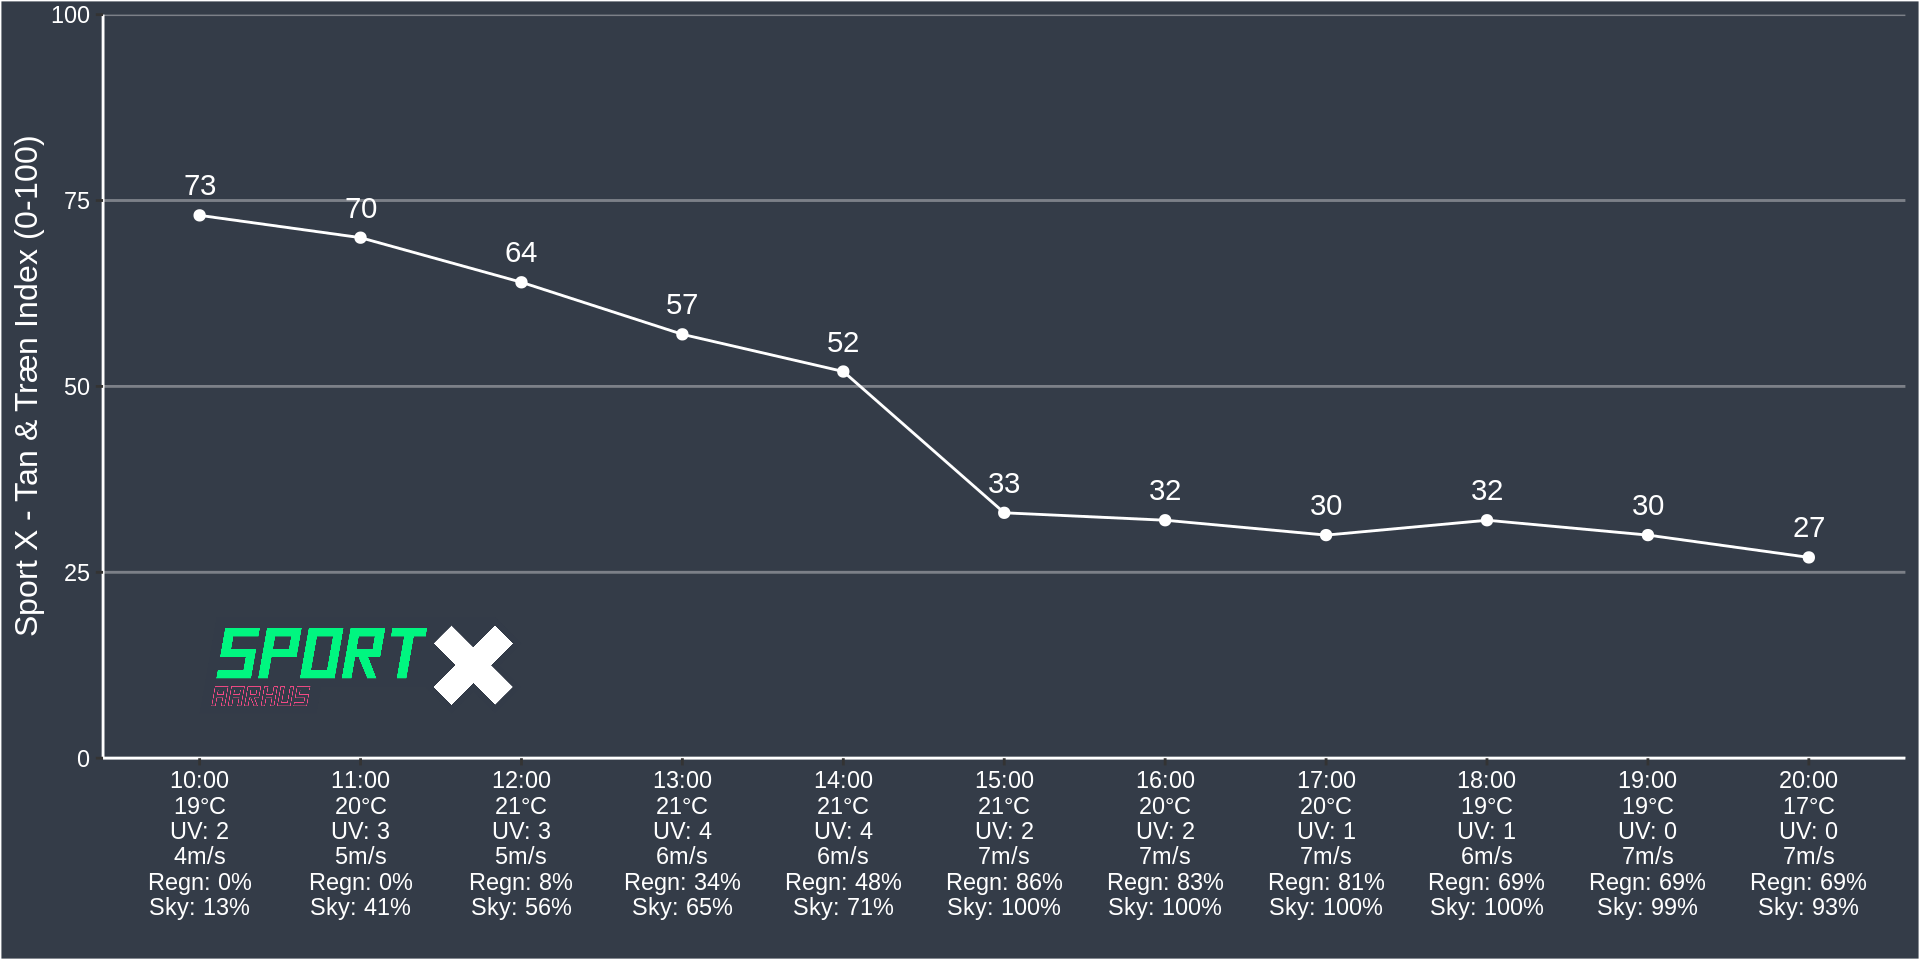 Sport X - Tan & Træn Index (0-100)
100
75
50
25
0
73
70
64
57
52
33
32
30
32
30
27
SPORT X
AARHUS
10:00 11:00 12:00 13:00 14:00 15:00 16:00 17:00 18:00 19:00 20:00
19°C 20°C 21°C 21°C 21°C 21°C 20°C 20°C 19°C 19°C 17°C
UV: 2 UV: 3 UV: 3 UV: 4 UV: 4 UV: 2 UV: 2 UV: 1 UV: 1 UV: 0 UV: 0
4m/s 5m/s 5m/s 6m/s 6m/s 7m/s 7m/s 7m/s 6m/s 7m/s 7m/s
Regn: 0% Regn: 0% Regn: 8% Regn: 34% Regn: 48% Regn: 86% Regn: 83% Regn: 81% Regn: 69% Regn: 69% Regn: 69%
Sky: 13% Sky: 41% Sky: 56% Sky: 65% Sky: 71% Sky: 100% Sky: 100% Sky: 100% Sky: 100% Sky: 99% Sky: 93%